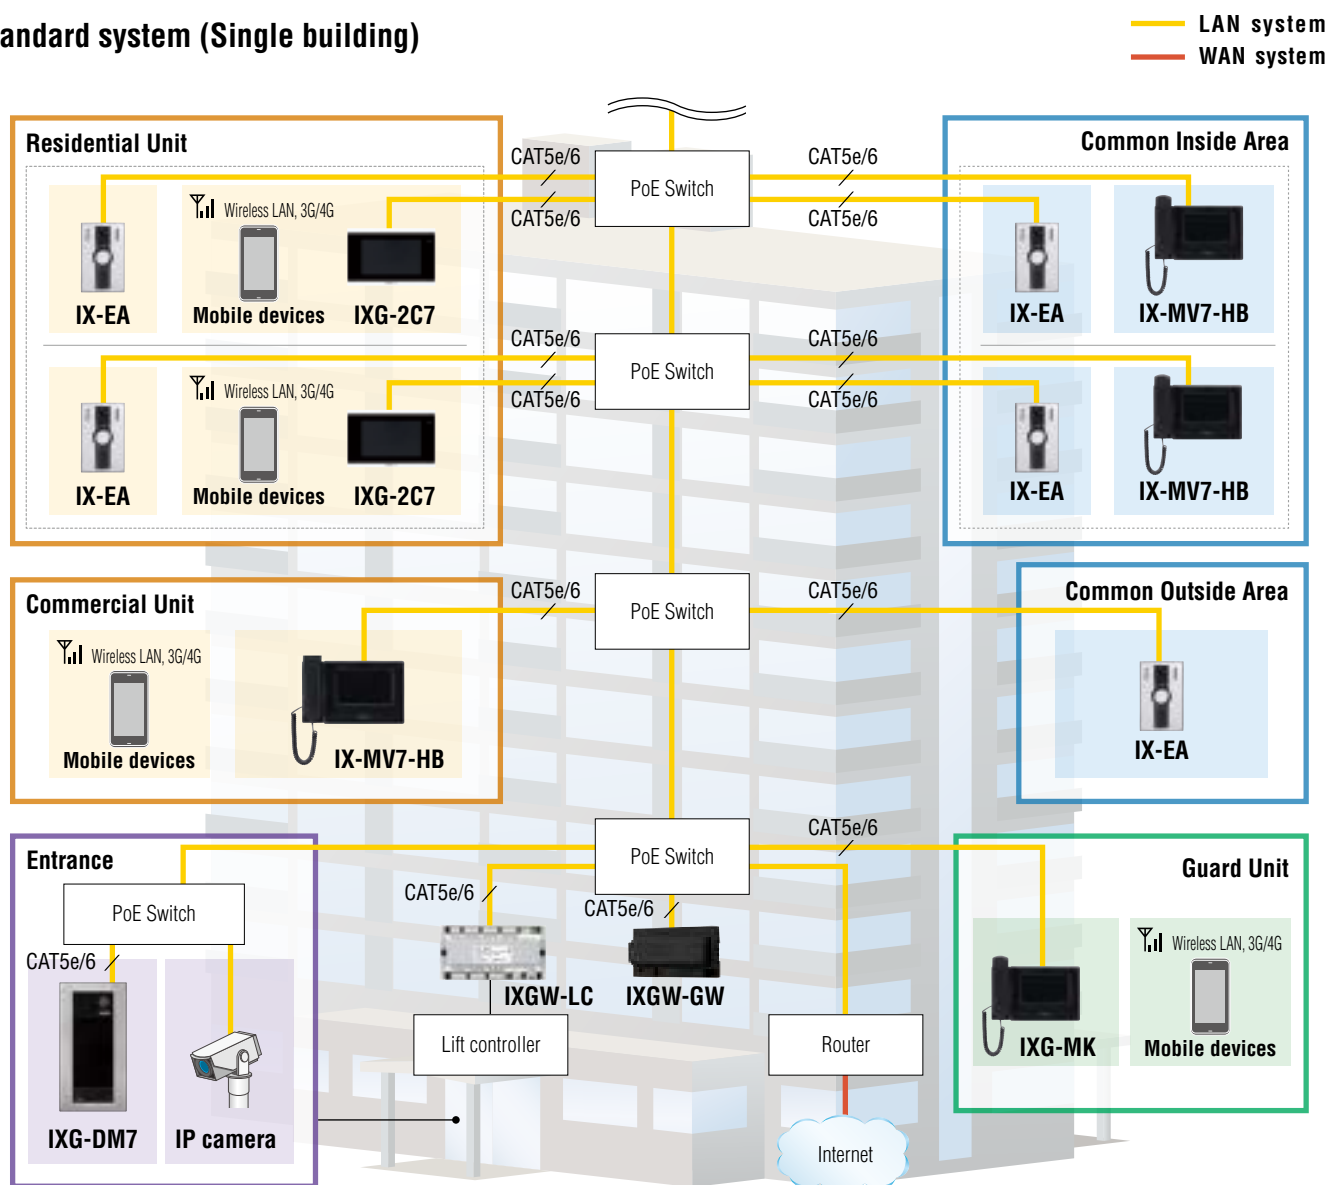 andard system (Single building)
LAN system
WAN system
Residential Unit
Wireless LAN, 3G/4G
IX-EA
Mobile devices
IXG-2C7
Wireless LAN, 3G/4G
IX-EA
Mobile devices
IXG-2C7
CAT5e/6
CAT5e/6
PoE Switch
CAT5e/6
CAT5e/6
CAT5e/6
CAT5e/6
PoE Switch
CAT5e/6
CAT5e/6
Common Inside Area
IX-EA
IX-MV7-HB
IX-EA
IX-MV7-HB
Commercial Unit
Wireless LAN, 3G/4G
Mobile devices
IX-MV7-HB
CAT5e/6
PoE Switch
CAT5e/6
Common Outside Area
IX-EA
Entrance
PoE Switch
CAT5e/6
IXG-DM7
IP camera
PoE Switch
CAT5e/6
CAT5e/6
CAT5e/6
IXGW-LC
IXGW-GW
Lift controller
Router
Internet
Guard Unit
Wireless LAN, 3G/4G
IXG-MK
Mobile devices